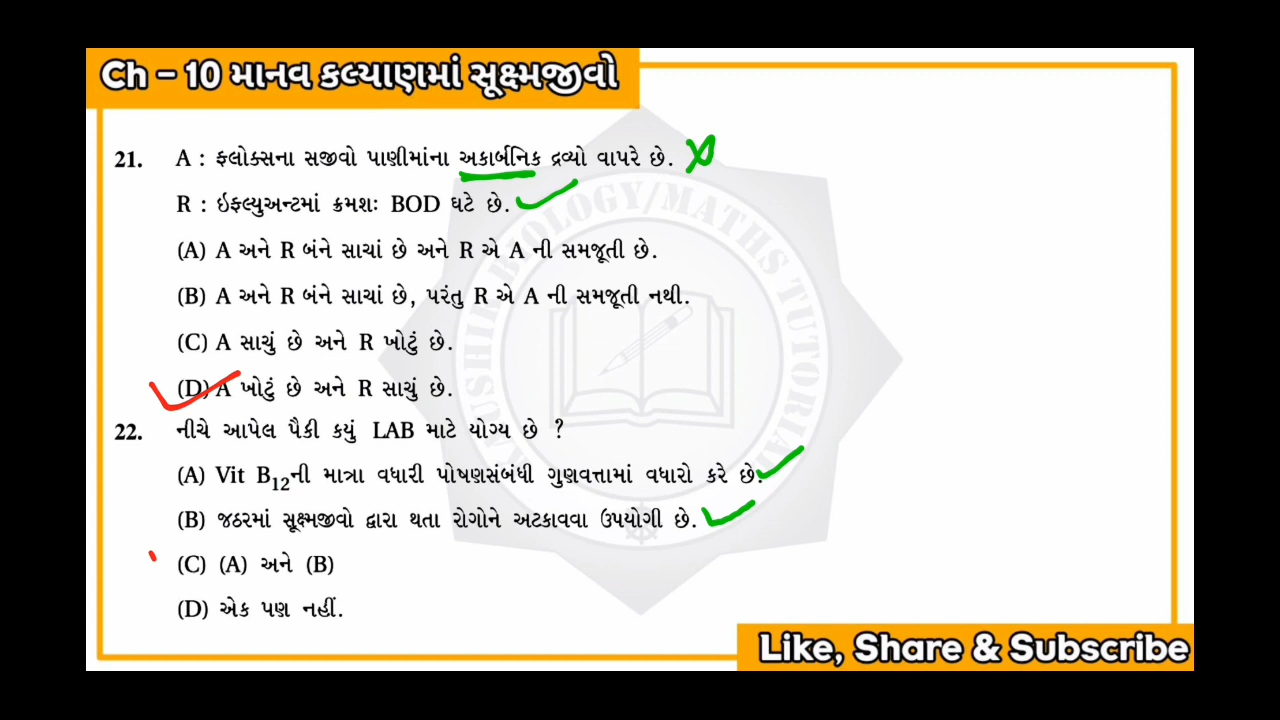 Ch – 10 માનવ કલ્યાણમાં સૂક્ષ્મજીવો
21. A : ફ્લોક્સના સજીવો પાણીમાંના અકાર્બનિક દ્રવ્યો વાપરે છે.
R : ઇફ્લ્યુઅન્ટમાં ક્રમશઃ BOD ઘટે છે.
(A) A અને R બંને સાચાં છે અને R એ A ની સમજૂતી છે.
(B) A અને R બંને સાચાં છે, પરંતુ R એ A ની સમજૂતી નથી.
(C) A સાચું છે અને R ખોટું છે.
(D) A ખોટું છે અને R સાચું છે.
22. નીચે આપેલ પૈકી કયું LAB માટે યોગ્ય છે ?
(A) Vit B₁₂ની માત્રા વધારી પોષણસંબંધી ગુણવત્તામાં વધારો કરે છે.
(B) જઠરમાં સૂક્ષ્મજીવો દ્વારા થતા રોગોને અટકાવવા ઉપયોગી છે.
(C) (A) અને (B)
(D) એક પણ નહીં.
Like, Share & Subscribe